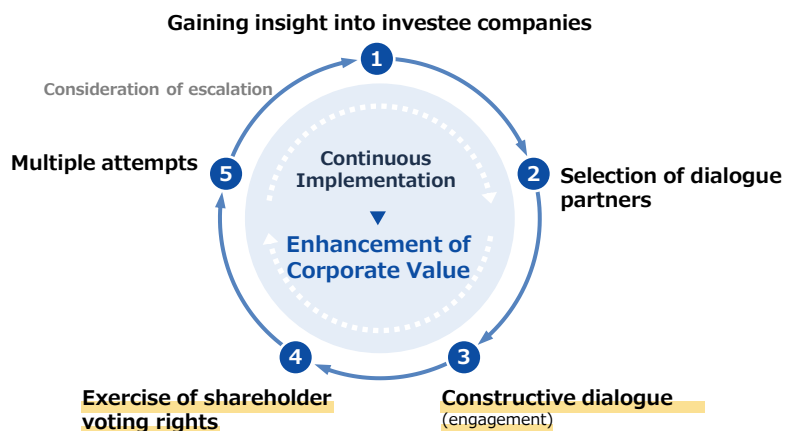 Gaining insight into investee companies
1
Consideration of escalation
Multiple attempts
5
2
Selection of dialogue
partners
Continuous
Implementation
▼
Enhancement of
Corporate Value
4
3
Exercise of shareholder
voting rights
Constructive dialogue
(engagement)